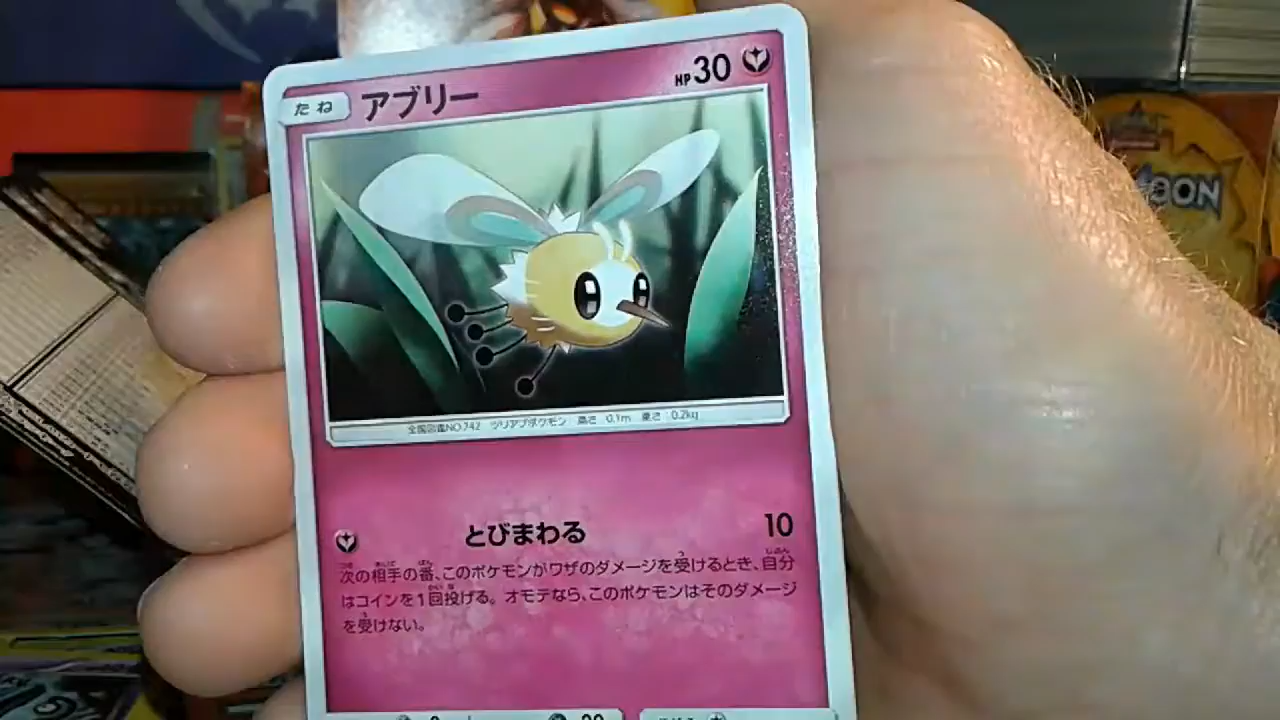 たね アブリー HP30
全国図鑑NO.742 ツリアブポケモン 高さ 0.1m 重さ 0.2kg
とびまわる 10
次の相手の番、このポケモンがワザのダメージを受けるとき、自分
はコインを1回投げる。オモテなら、このポケモンはそのダメージ
を受けない。